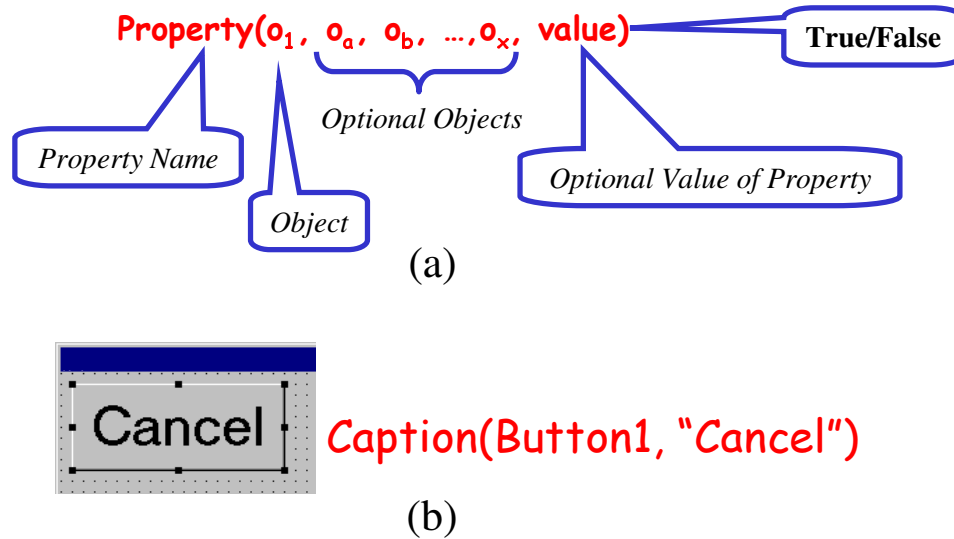 Property(o₁, oₐ, o_b, …,oₓ, value)
True/False
Optional Objects
Property Name
Optional Value of Property
Object
(a)
Cancel
Caption(Button1, “Cancel”)
(b)